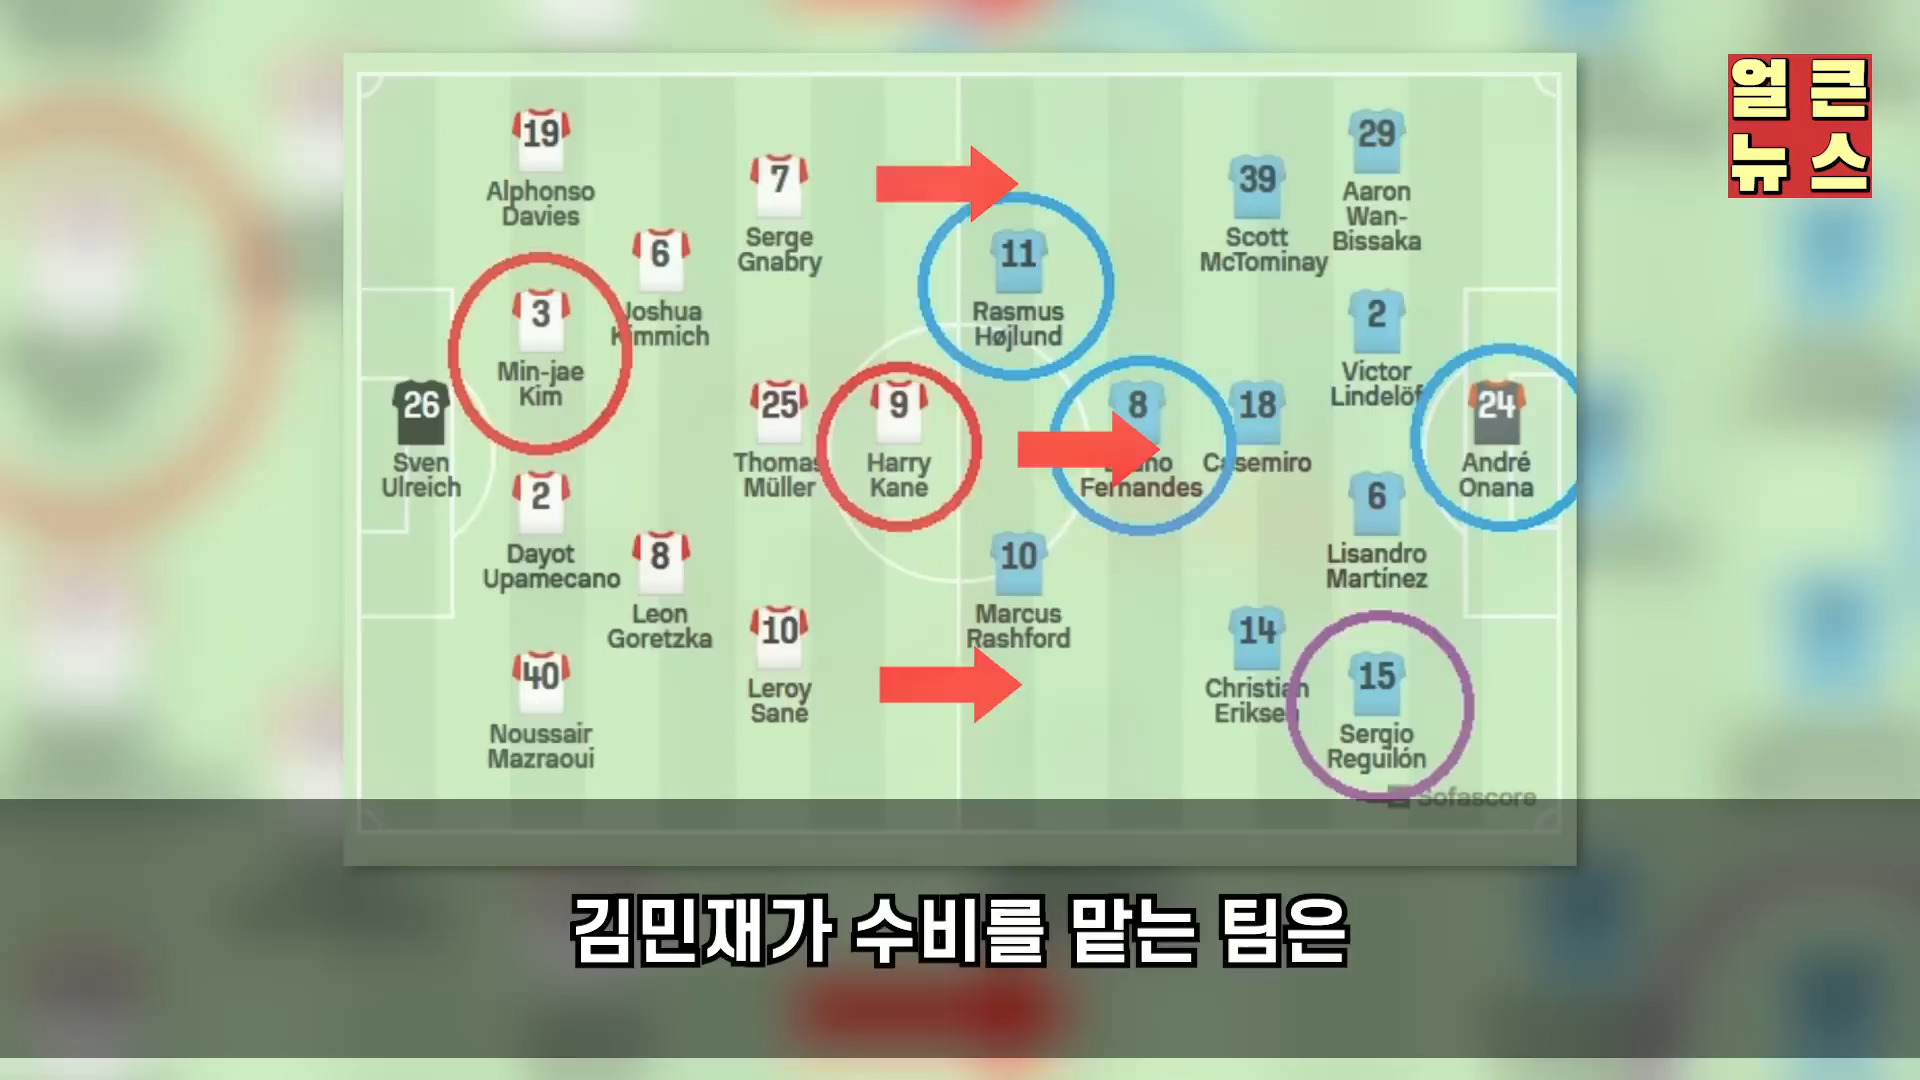 얼큰
뉴스
19
Alphonso
Davies
7
Serge
Gnabry
6
Joshua
Kimmich
3
Min-jae
Kim
26
Sven
Ulreich
25
Thomas
Müller
9
Harry
Kane
2
Dayot
Upamecano
8
Leon
Goretzka
10
Leroy
Sané
40
Noussair
Mazraoui
11
Rasmus
Højlund
8
Bruno
Fernandes
10
Marcus
Rashford
39
Scott
McTominay
18
Casemiro
14
Christian
Eriksen
29
Aaron
Wan-
Bissaka
2
Victor
Lindelöf
6
Lisandro
Martínez
15
Sergio
Reguilón
24
André
Onana
Sofascore
김민재가 수비를 맡는 팀은